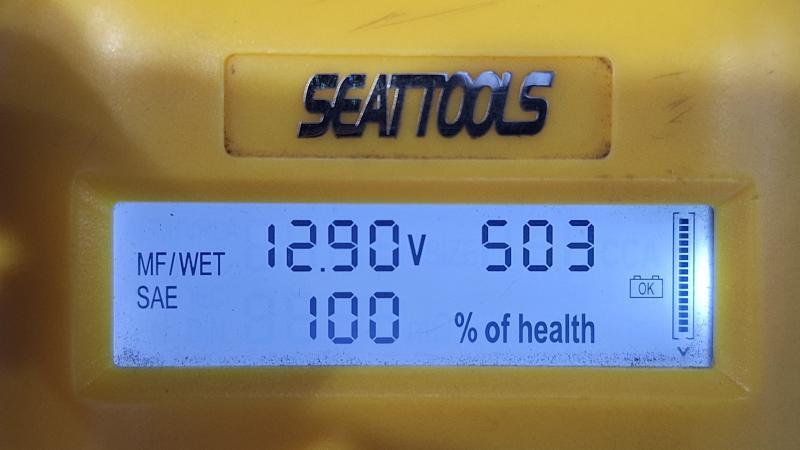 SEATTOOLS
MF/WET 12.90V 503
SAE
OK
100 % of health